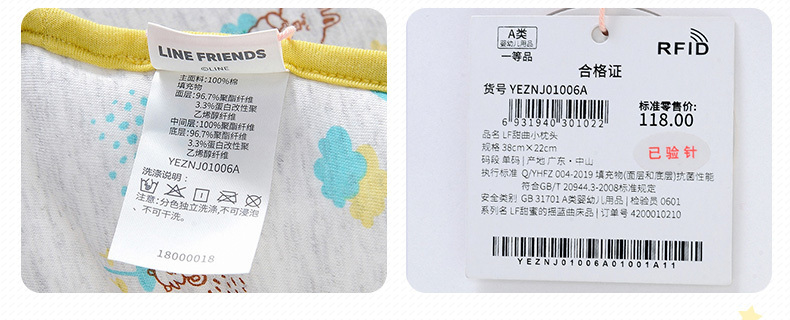 LINE FRIENDS
©LINE
主面料:100%棉
填充物
面层:96.7%聚酯纤维
3.3%蛋白改性聚
乙烯醇纤维
中间层:100%聚酯纤维
底层:96.7%聚酯纤维
3.3%蛋白改性聚
乙烯醇纤维
YEZNJ01006A
洗涤说明:
注意:分色独立洗涤,不可浸泡
、不可干洗。
18000018
A类
婴幼儿用品
一等品
RFID
合格证
货号 YEZNJ01006A
6 931940 301022
标准零售价:
118.00
品名 LF甜曲小枕头
规格 38cm×22cm
码段 单码 | 产地 广东·中山
已验针
执行标准 Q/YHFZ 004-2019 填充物(面层和底层)抗菌性能
符合GB/T 20944.3-2008标准规定
安全类别 GB 31701 A类婴幼儿用品 | 检验员 0601
系列名 LF甜蜜的摇蓝曲床品 | 订单号 4200010210
YEZNJ01006A01001A11